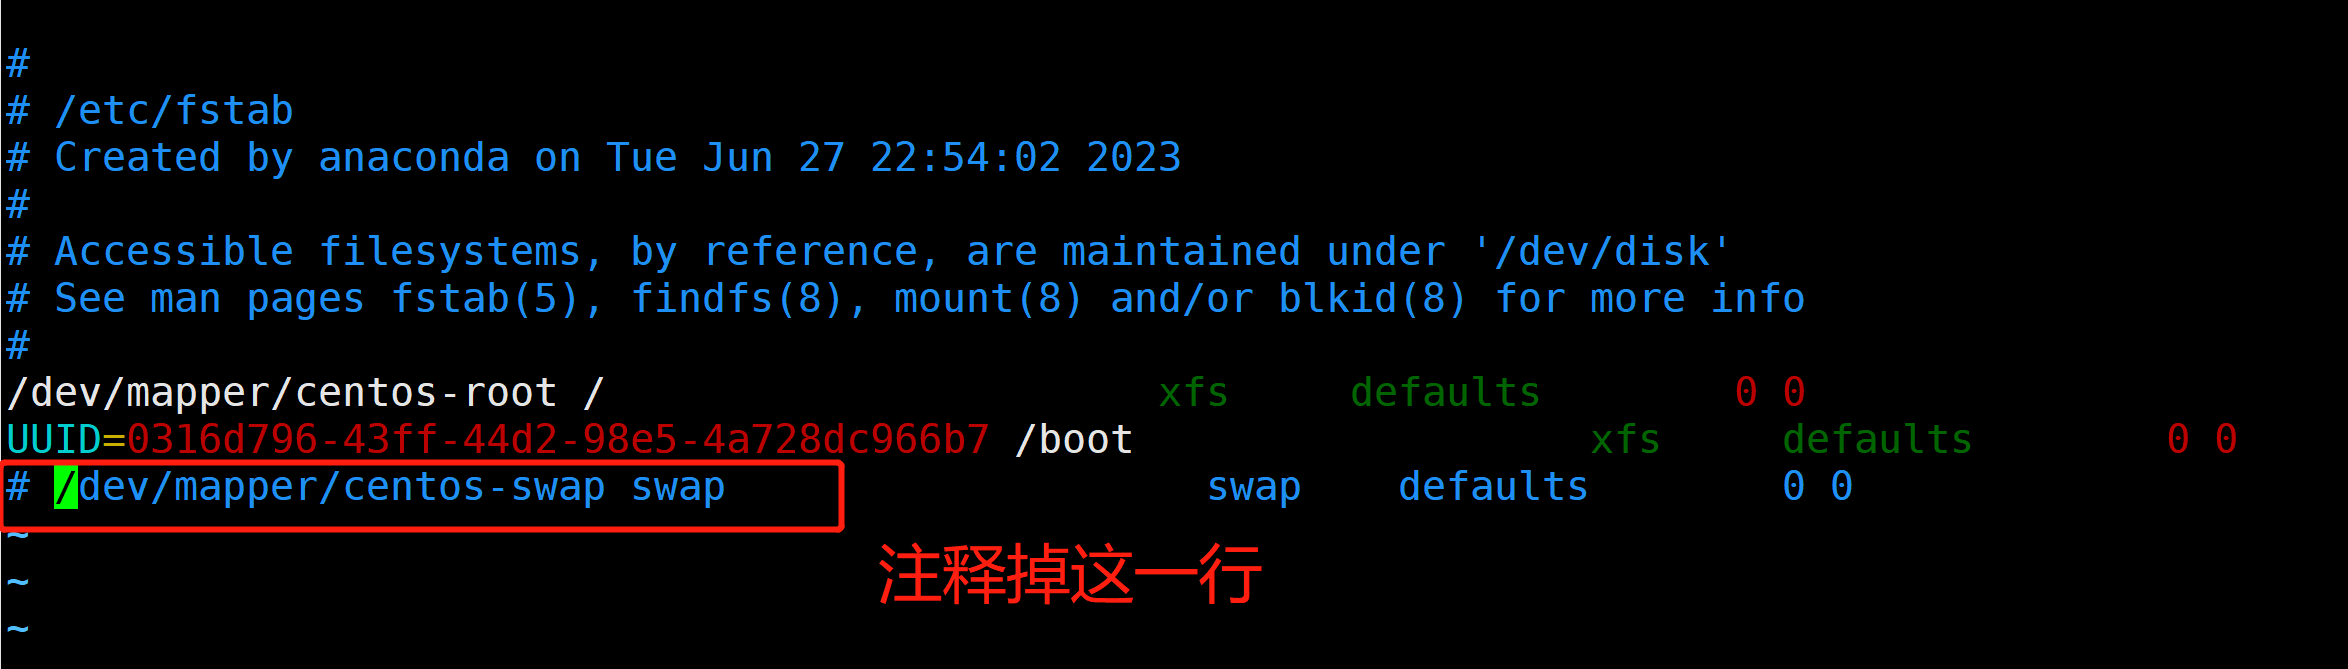 #
# /etc/fstab
# Created by anaconda on Tue Jun 27 22:54:02 2023
#
# Accessible filesystems, by reference, are maintained under '/dev/disk'
# See man pages fstab(5), findfs(8), mount(8) and/or blkid(8) for more info
#
/dev/mapper/centos-root /                       xfs     defaults        0 0
UUID=0316d796-43ff-44d2-98e5-4a728dc966b7 /boot                   xfs     defaults        0 0
# /dev/mapper/centos-swap swap                    swap    defaults        0 0
~
注释掉这一行
~
~